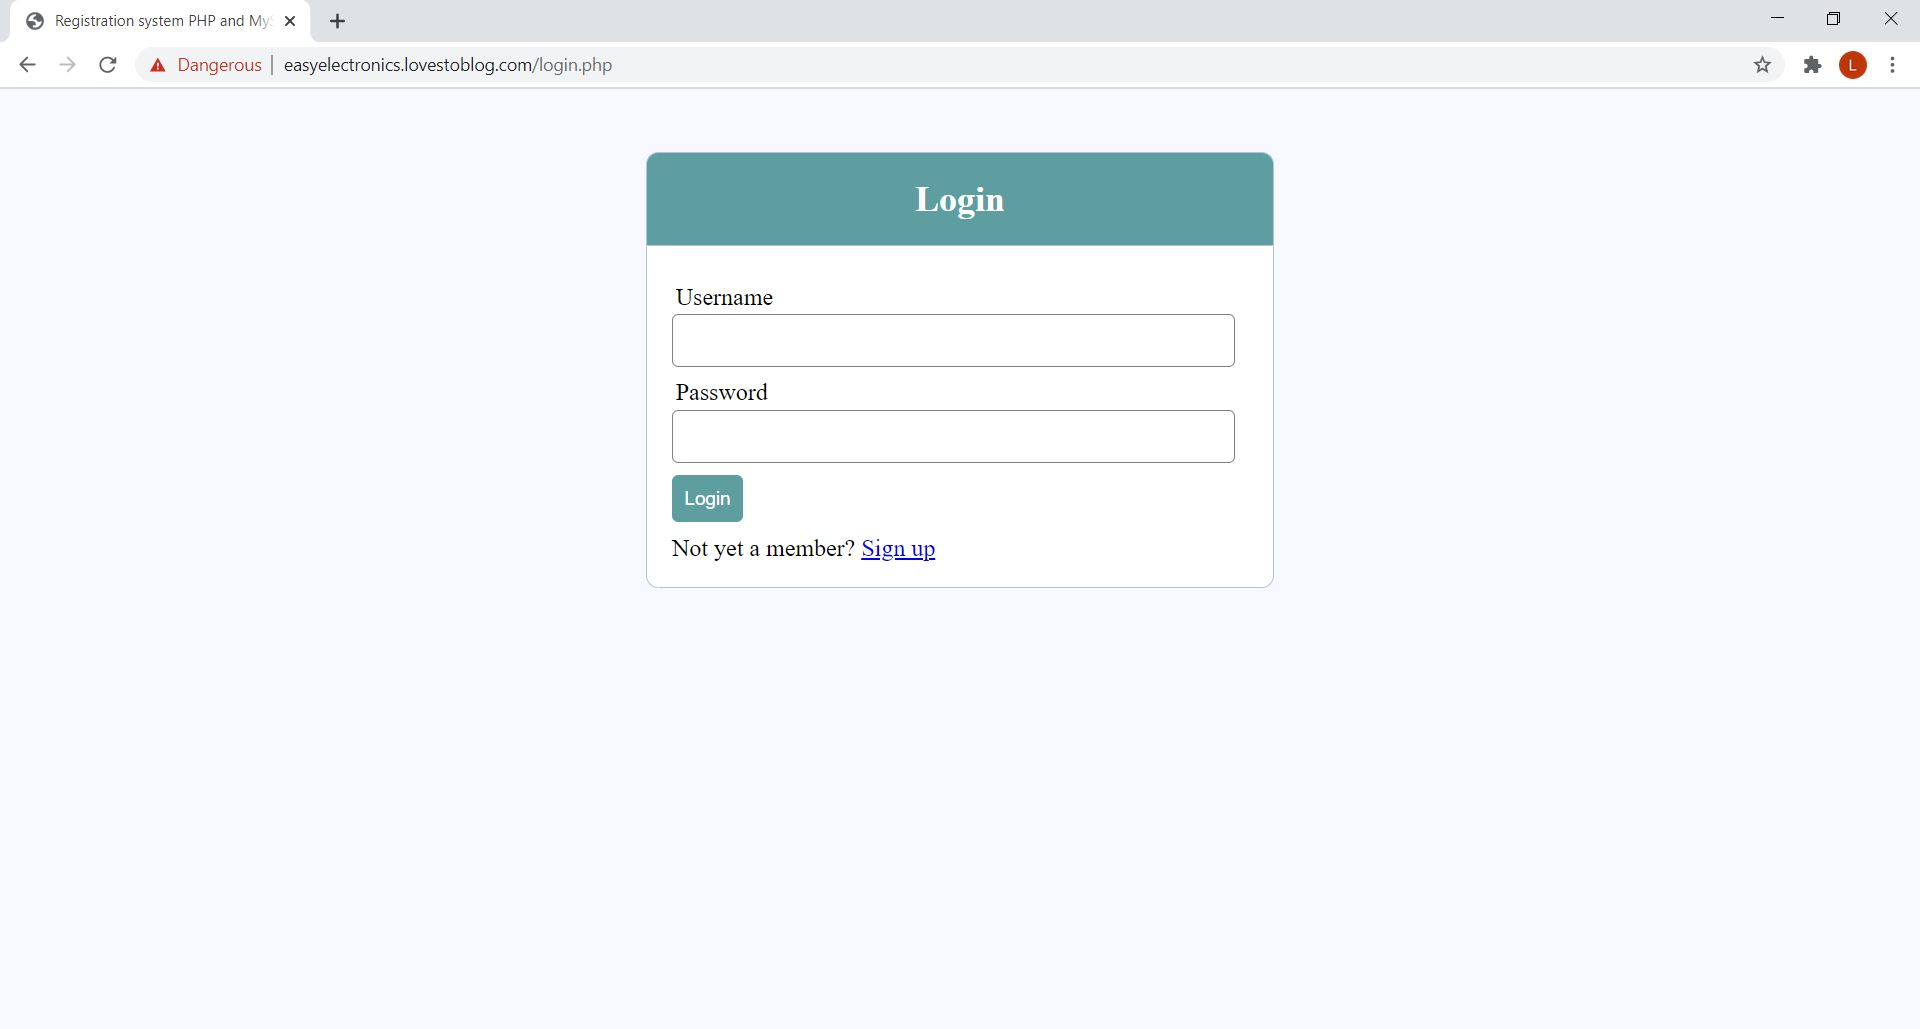 Registration system PHP and My
Dangerous
easyelectronics.lovestoblog.com/login.php
L
Login
Username
Password
Login
Not yet a member? Sign up